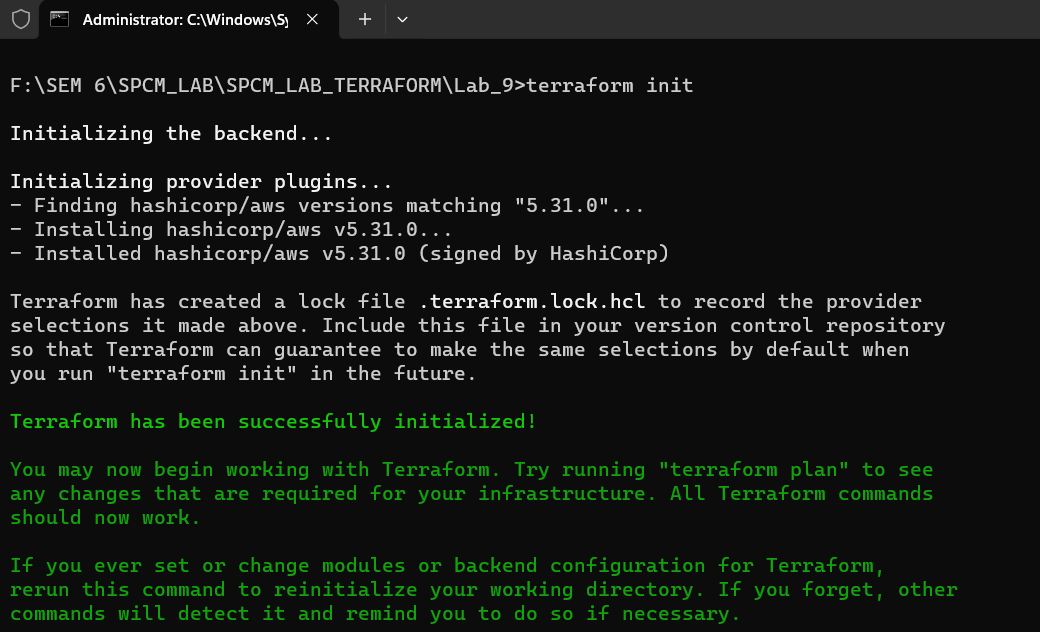 Administrator: C:\Windows\Sy
F:\SEM 6\SPCM_LAB\SPCM_LAB_TERRAFORM\Lab_9>terraform init
Initializing the backend...
Initializing provider plugins...
- Finding hashicorp/aws versions matching "5.31.0"...
- Installing hashicorp/aws v5.31.0...
- Installed hashicorp/aws v5.31.0 (signed by HashiCorp)
Terraform has created a lock file .terraform.lock.hcl to record the provider
selections it made above. Include this file in your version control repository
so that Terraform can guarantee to make the same selections by default when
you run "terraform init" in the future.
Terraform has been successfully initialized!
You may now begin working with Terraform. Try running "terraform plan" to see
any changes that are required for your infrastructure. All Terraform commands
should now work.
If you ever set or change modules or backend configuration for Terraform,
rerun this command to reinitialize your working directory. If you forget, other
commands will detect it and remind you to do so if necessary.